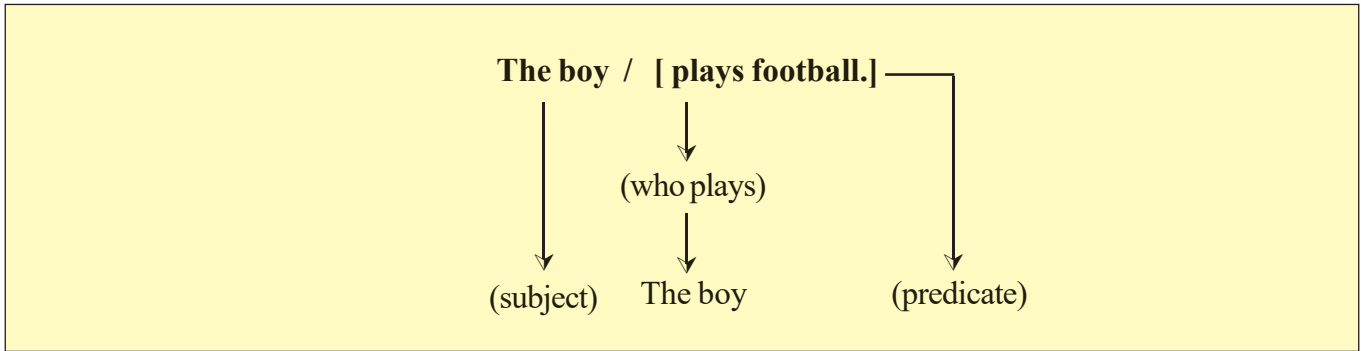 The boy / [ plays football.]
(who plays)
(subject) The boy (predicate)